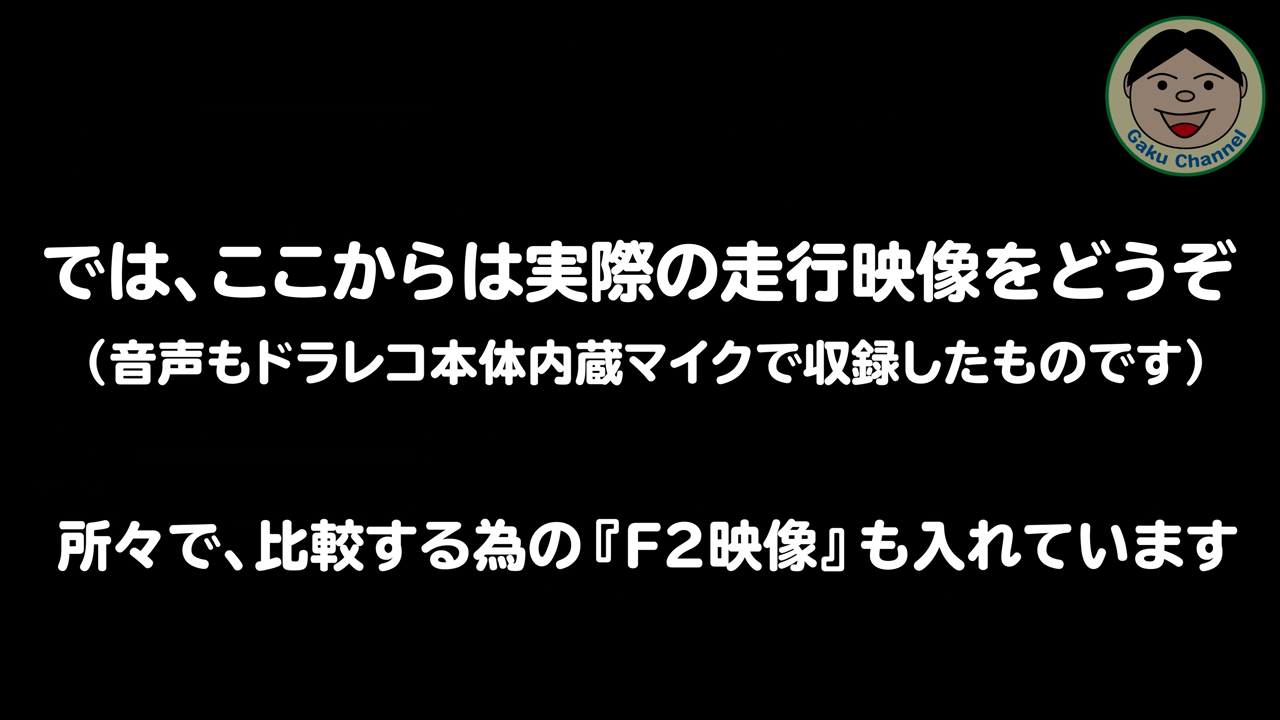 Gaku Channel
では、ここからは実際の走行映像をどうぞ
（音声もドラレコ本体内蔵マイクで収録したものです）
所々で、比較する為の『F2映像』も入れています